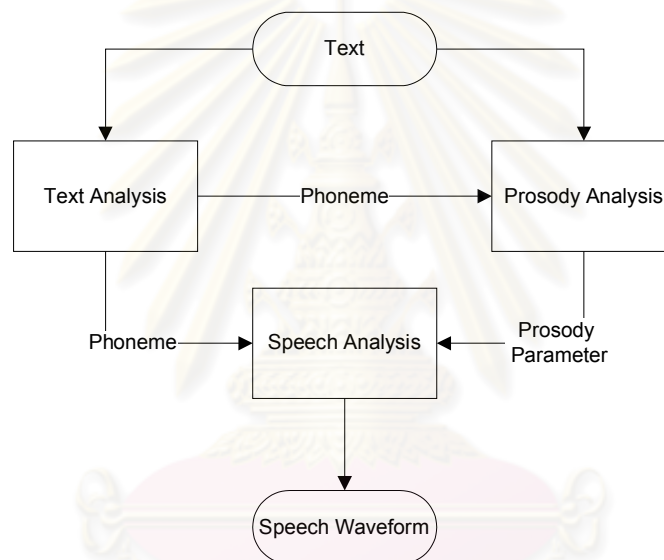 Text
Text Analysis
Phoneme
Prosody Analysis
Phoneme
Speech Analysis
Prosody
Parameter
Speech Waveform